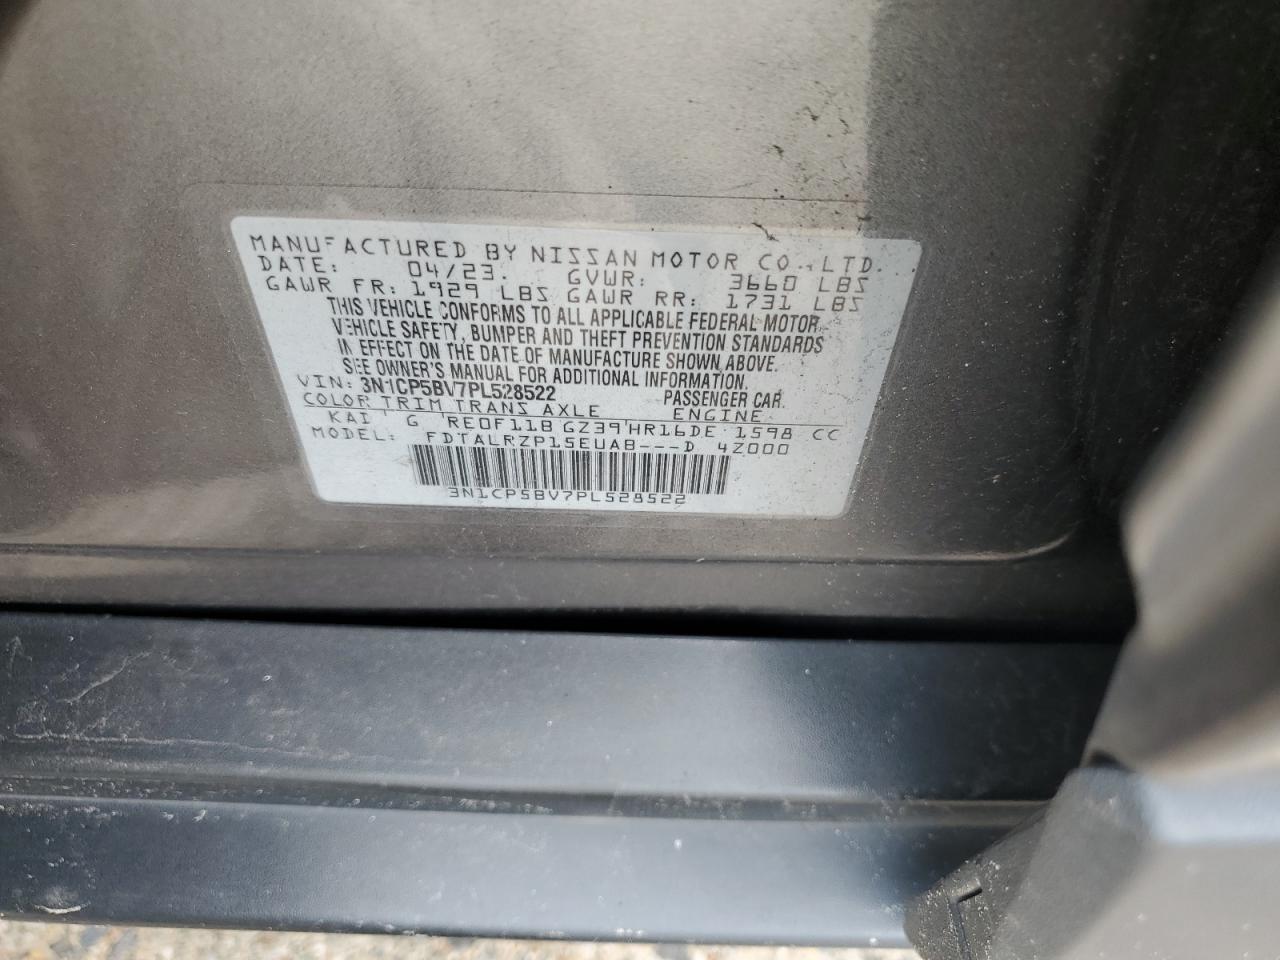 MANUFACTURED BY NISSAN MOTOR CO., LTD.
DATE: 04/23. GVWR: 3660 LBS
GAWR FR: 1929 LBS GAWR RR: 1731 LBS
THIS VEHICLE CONFORMS TO ALL APPLICABLE FEDERAL MOTOR
VEHICLE SAFETY, BUMPER AND THEFT PREVENTION STANDARDS
IN EFFECT ON THE DATE OF MANUFACTURE SHOWN ABOVE.
SEE OWNER'S MANUAL FOR ADDITIONAL INFORMATION.
VIN: 3N1CP5BV7PL528522 PASSENGER CAR
COLOR TRIM TRANS AXLE ENGINE
KAI G RE0F11B GZ39 HR16DE 1598 CC
MODEL: FDTALRZP15EUAB---D 4Z000
3N1CP5BV7PL528522